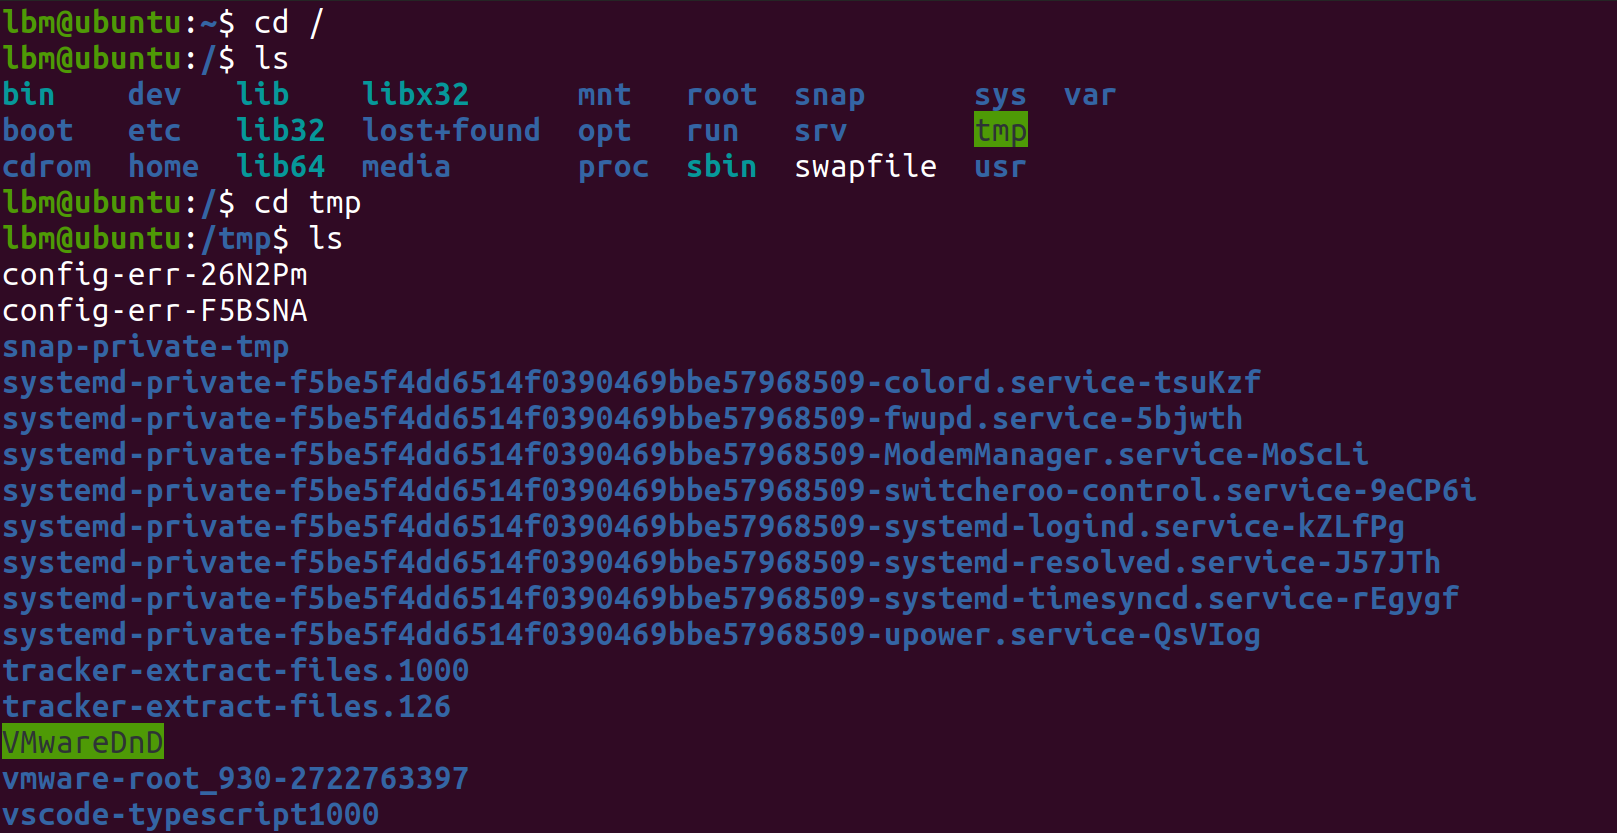 lbm@ubuntu:~$ cd /
lbm@ubuntu:/$ ls
bin    dev   lib    libx32      mnt   root  snap      sys  var
boot   etc   lib32  lost+found  opt   run   srv       tmp
cdrom  home  lib64  media       proc  sbin  swapfile  usr
lbm@ubuntu:/$ cd tmp
lbm@ubuntu:/tmp$ ls
config-err-26N2Pm
config-err-F5BSNA
snap-private-tmp
systemd-private-f5be5f4dd6514f0390469bbe57968509-colord.service-tsuKzf
systemd-private-f5be5f4dd6514f0390469bbe57968509-fwupd.service-5bjwth
systemd-private-f5be5f4dd6514f0390469bbe57968509-ModemManager.service-MoScLi
systemd-private-f5be5f4dd6514f0390469bbe57968509-switcheroo-control.service-9eCP6i
systemd-private-f5be5f4dd6514f0390469bbe57968509-systemd-logind.service-kZLfPg
systemd-private-f5be5f4dd6514f0390469bbe57968509-systemd-resolved.service-J57JTh
systemd-private-f5be5f4dd6514f0390469bbe57968509-systemd-timesyncd.service-rEgygf
systemd-private-f5be5f4dd6514f0390469bbe57968509-upower.service-QsVIog
tracker-extract-files.1000
tracker-extract-files.126
VMwareDnD
vmware-root_930-2722763397
vscode-typescript1000